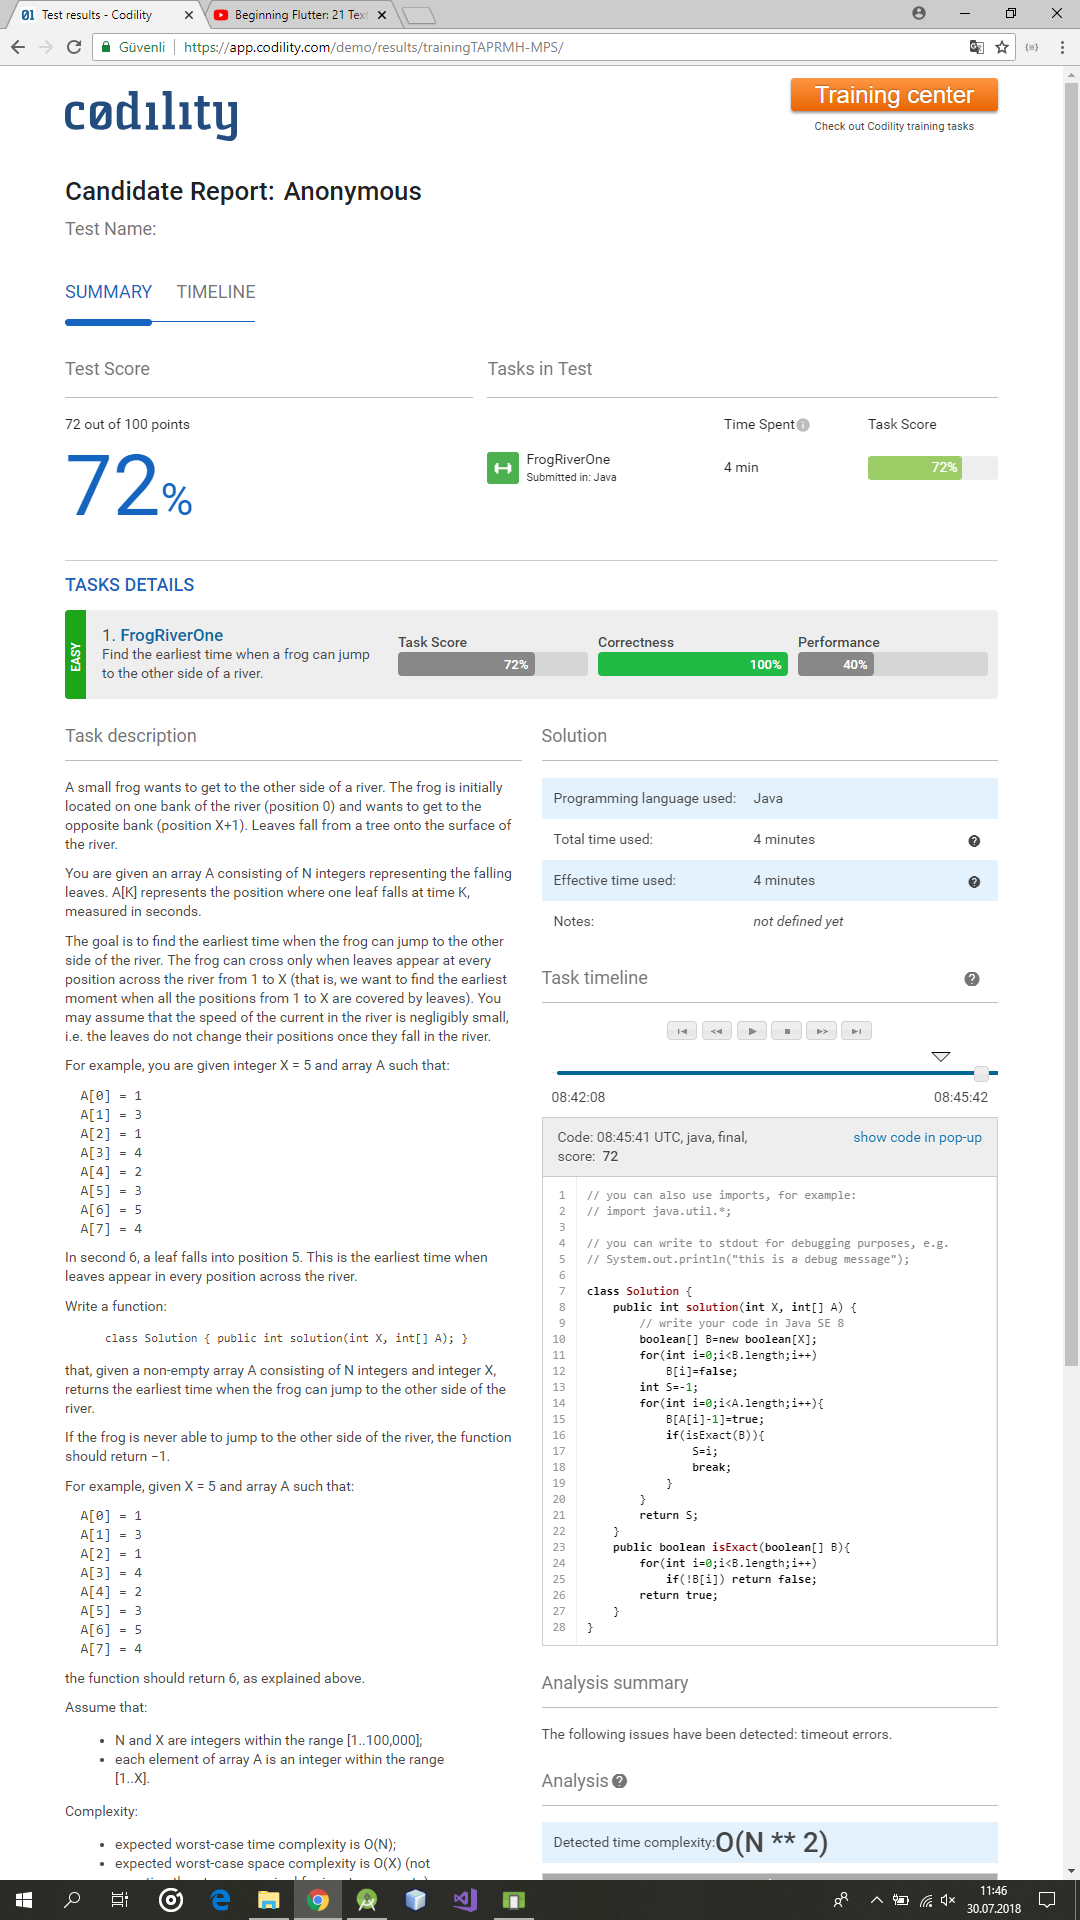 Test results - Codility
Beginning Flutter: 21 Text
Güvenli
https://app.codility.com/demo/results/trainingTAPRMH-MPS/
codility
Training center
Check out Codility training tasks
Candidate Report: Anonymous
Test Name:
SUMMARY TIMELINE
Test Score
72 out of 100 points
72%
Tasks in Test
Time Spent Task Score
FrogRiverOne
Submitted in: Java
4 min
72%
TASKS DETAILS
EASY
1. FrogRiverOne
Find the earliest time when a frog can jump
to the other side of a river.
Task Score
72%
Correctness
100%
Performance
40%
Task description
A small frog wants to get to the other side of a river. The frog is initially
located on one bank of the river (position 0) and wants to get to the
opposite bank (position X+1). Leaves fall from a tree onto the surface of
the river.
You are given an array A consisting of N integers representing the falling
leaves. A[K] represents the position where one leaf falls at time K,
measured in seconds.
The goal is to find the earliest time when the frog can jump to the other
side of the river. The frog can cross only when leaves appear at every
position across the river from 1 to X (that is, we want to find the earliest
moment when all the positions from 1 to X are covered by leaves). You
may assume that the speed of the current in the river is negligibly small,
i.e. the leaves do not change their positions once they fall in the river.
For example, you are given integer X = 5 and array A such that:
A[0] = 1
A[1] = 3
A[2] = 1
A[3] = 4
A[4] = 2
A[5] = 3
A[6] = 5
A[7] = 4
In second 6, a leaf falls into position 5. This is the earliest time when
leaves appear in every position across the river.
Write a function:
class Solution { public int solution(int X, int[] A); }
that, given a non-empty array A consisting of N integers and integer X,
returns the earliest time when the frog can jump to the other side of the
river.
If the frog is never able to jump to the other side of the river, the function
should return −1.
For example, given X = 5 and array A such that:
A[0] = 1
A[1] = 3
A[2] = 1
A[3] = 4
A[4] = 2
A[5] = 3
A[6] = 5
A[7] = 4
the function should return 6, as explained above.
Assume that:
• N and X are integers within the range [1..100,000];
• each element of array A is an integer within the range
[1..X].
Complexity:
• expected worst-case time complexity is O(N);
• expected worst-case space complexity is O(X) (not
Solution
Programming language used: Java
Total time used: 4 minutes
Effective time used: 4 minutes
Notes: not defined yet
Task timeline
08:42:08 08:45:42
Code: 08:45:41 UTC, java, final,
score: 72
show code in pop-up
1 // you can also use imports, for example:
2 // import java.util.*;
3
4 // you can write to stdout for debugging purposes, e.g.
5 // System.out.println("this is a debug message");
6
7 class Solution {
8 public int solution(int X, int[] A) {
9 // write your code in Java SE 8
10 boolean[] B=new boolean[X];
11 for(int i=0;i<B.length;i++)
12 B[i]=false;
13 int S=-1;
14 for(int i=0;i<A.length;i++){
15 B[A[i]-1]=true;
16 if(isExact(B)){
17 S=i;
18 break;
19 }
20 }
21 return S;
22 }
23 public boolean isExact(boolean[] B){
24 for(int i=0;i<B.length;i++)
25 if(!B[i]) return false;
26 return true;
27 }
28 }
Analysis summary
The following issues have been detected: timeout errors.
Analysis
Detected time complexity: O(N ** 2)
11:46
30.07.2018